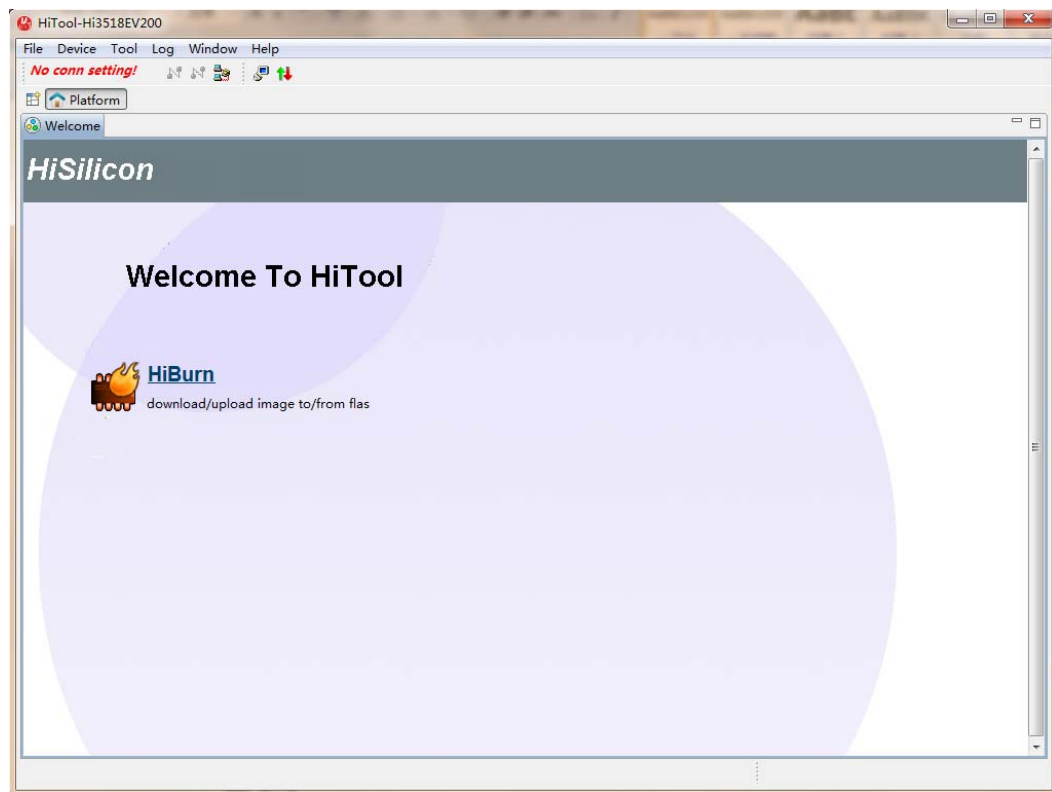 HiTool-Hi3518EV200
File Device Tool Log Window Help
No conn setting!
Platform
Welcome
HiSilicon
Welcome To HiTool
HiBurn
download/upload image to/from flas